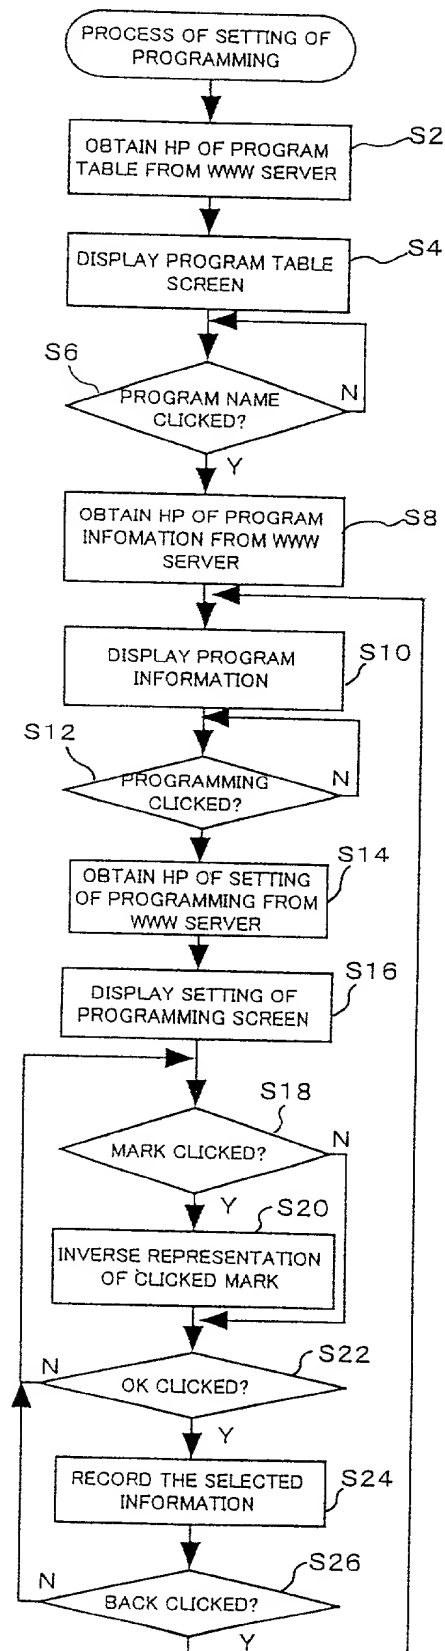 PROCESS OF SETTING OF
PROGRAMMING
S2
OBTAIN HP OF PROGRAM
TABLE FROM WWW SERVER
S4
DISPLAY PROGRAM TABLE
SCREEN
S6
N
PROGRAM NAME
CLICKED?
Y
OBTAIN HP OF PROGRAM
INFOMATION FROM WWW
SERVER
S8
DISPLAY PROGRAM
INFORMATION
S10
S12
PROGRAMMING
CLICKED?
N
S14
OBTAIN HP OF SETTING
OF PROGRAMMING FROM
WWW SERVER
S16
DISPLAY SETTING OF
PROGRAMMING SCREEN
S18
N
MARK CLICKED?
Y
S20
INVERSE REPRESENTATION
OF CLICKED MARK
S22
N
OK CLICKED?
Y
RECORD THE SELECTED
INFORMATION
S24
S26
N
BACK CLICKED?
Y